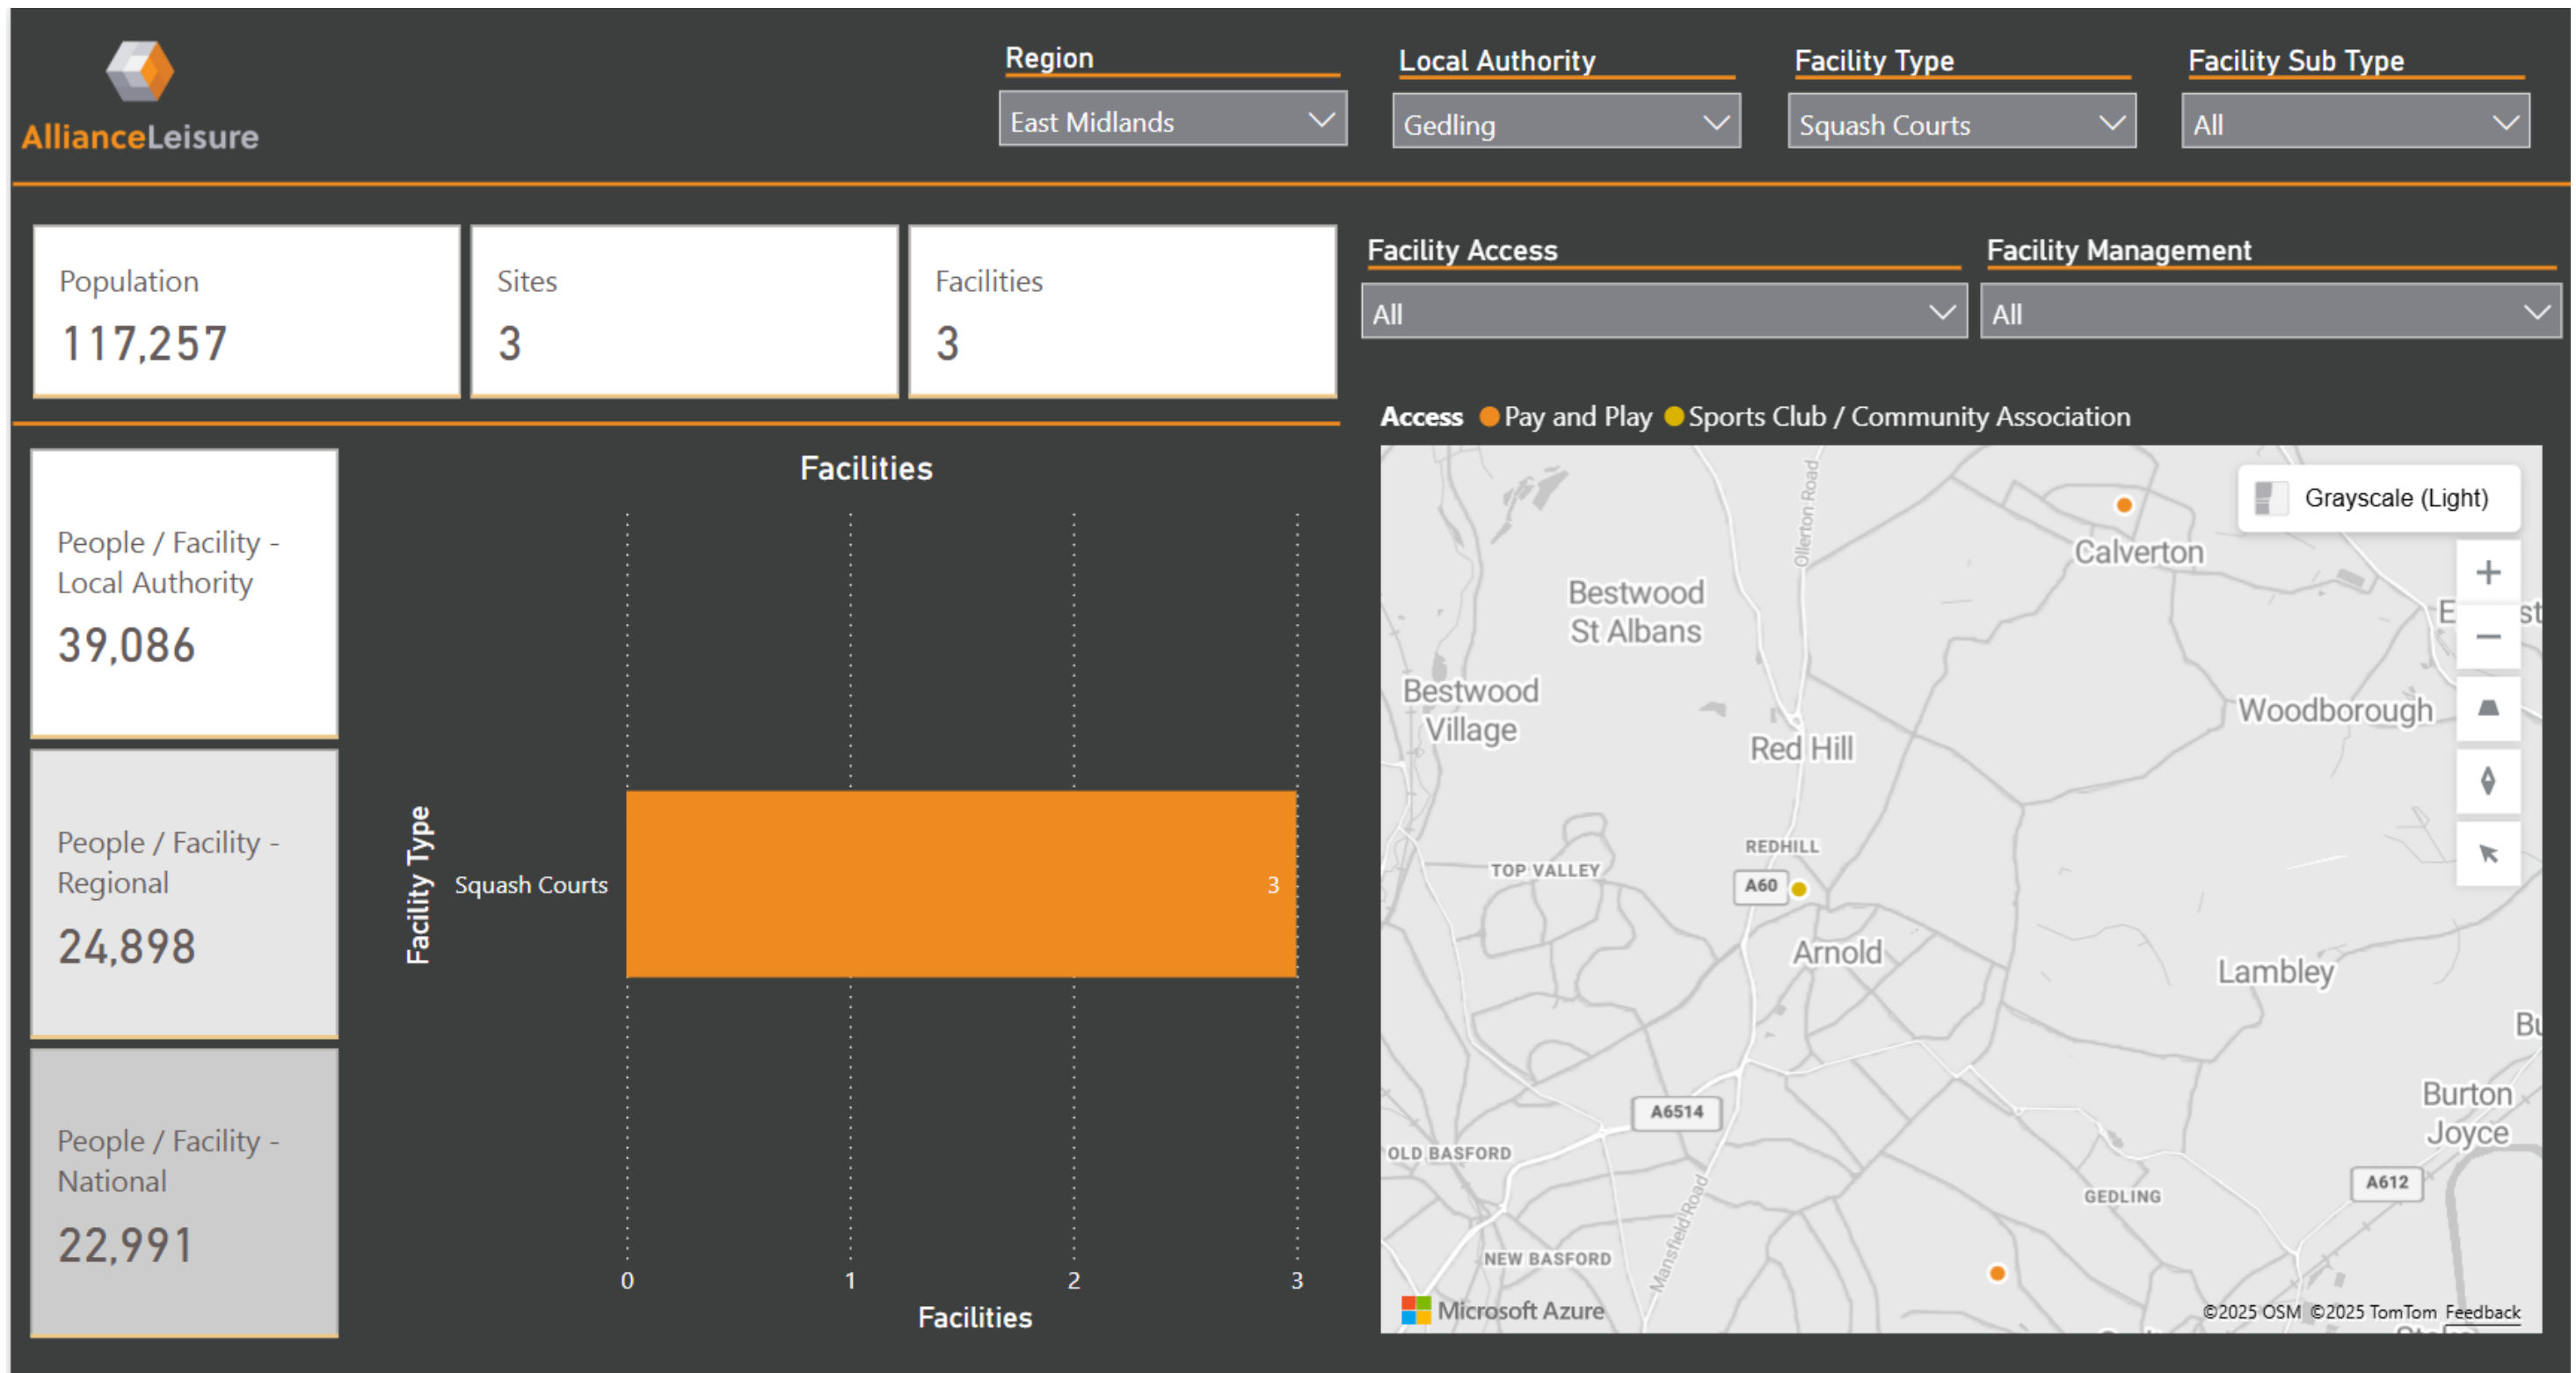 AllianceLeisure
Region
East Midlands
Local Authority
Gedling
Facility Type
Squash Courts
Facility Sub Type
All
Population
117,257
Sites
3
Facilities
3
Facility Access
All
Facility Management
All
People / Facility -
Local Authority
39,086
People / Facility -
Regional
24,898
People / Facility -
National
22,991
Facilities
Facility Type
Squash Courts
3
0 1 2 3
Facilities
Access Pay and Play Sports Club / Community Association
Grayscale (Light)
Ollerton Road
Calverton
Bestwood
St Albans
Bestwood
Village
Woodborough
Red Hill
REDHILL
TOP VALLEY
A60
Arnold
Lambley
Burton
Joyce
A6514
OLD BASFORD
A612
GEDLING
Mansfield Road
NEW BASFORD
Microsoft Azure
©2025 OSM ©2025 TomTom Feedback